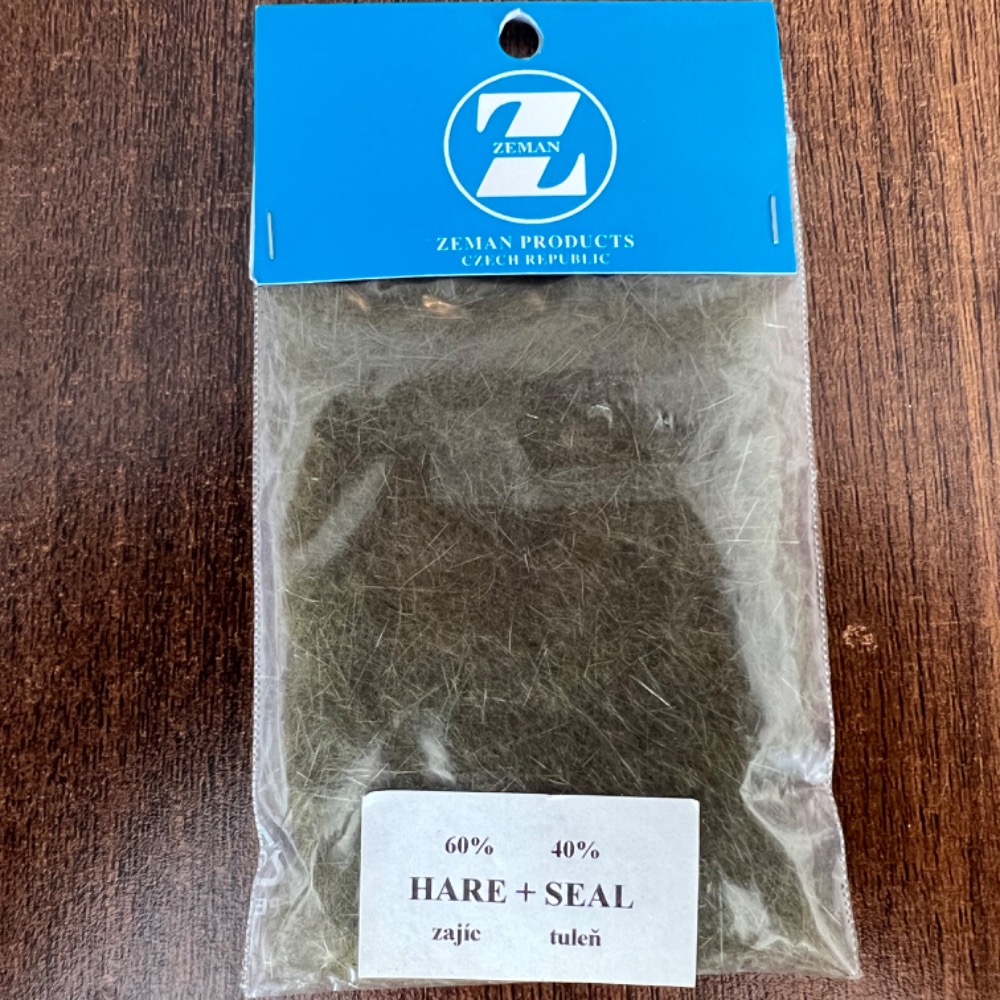 ZEMAN
ZEMAN PRODUCTS
CZECH REPUBLIC
60% 40%
HARE + SEAL
zajíc tuleň